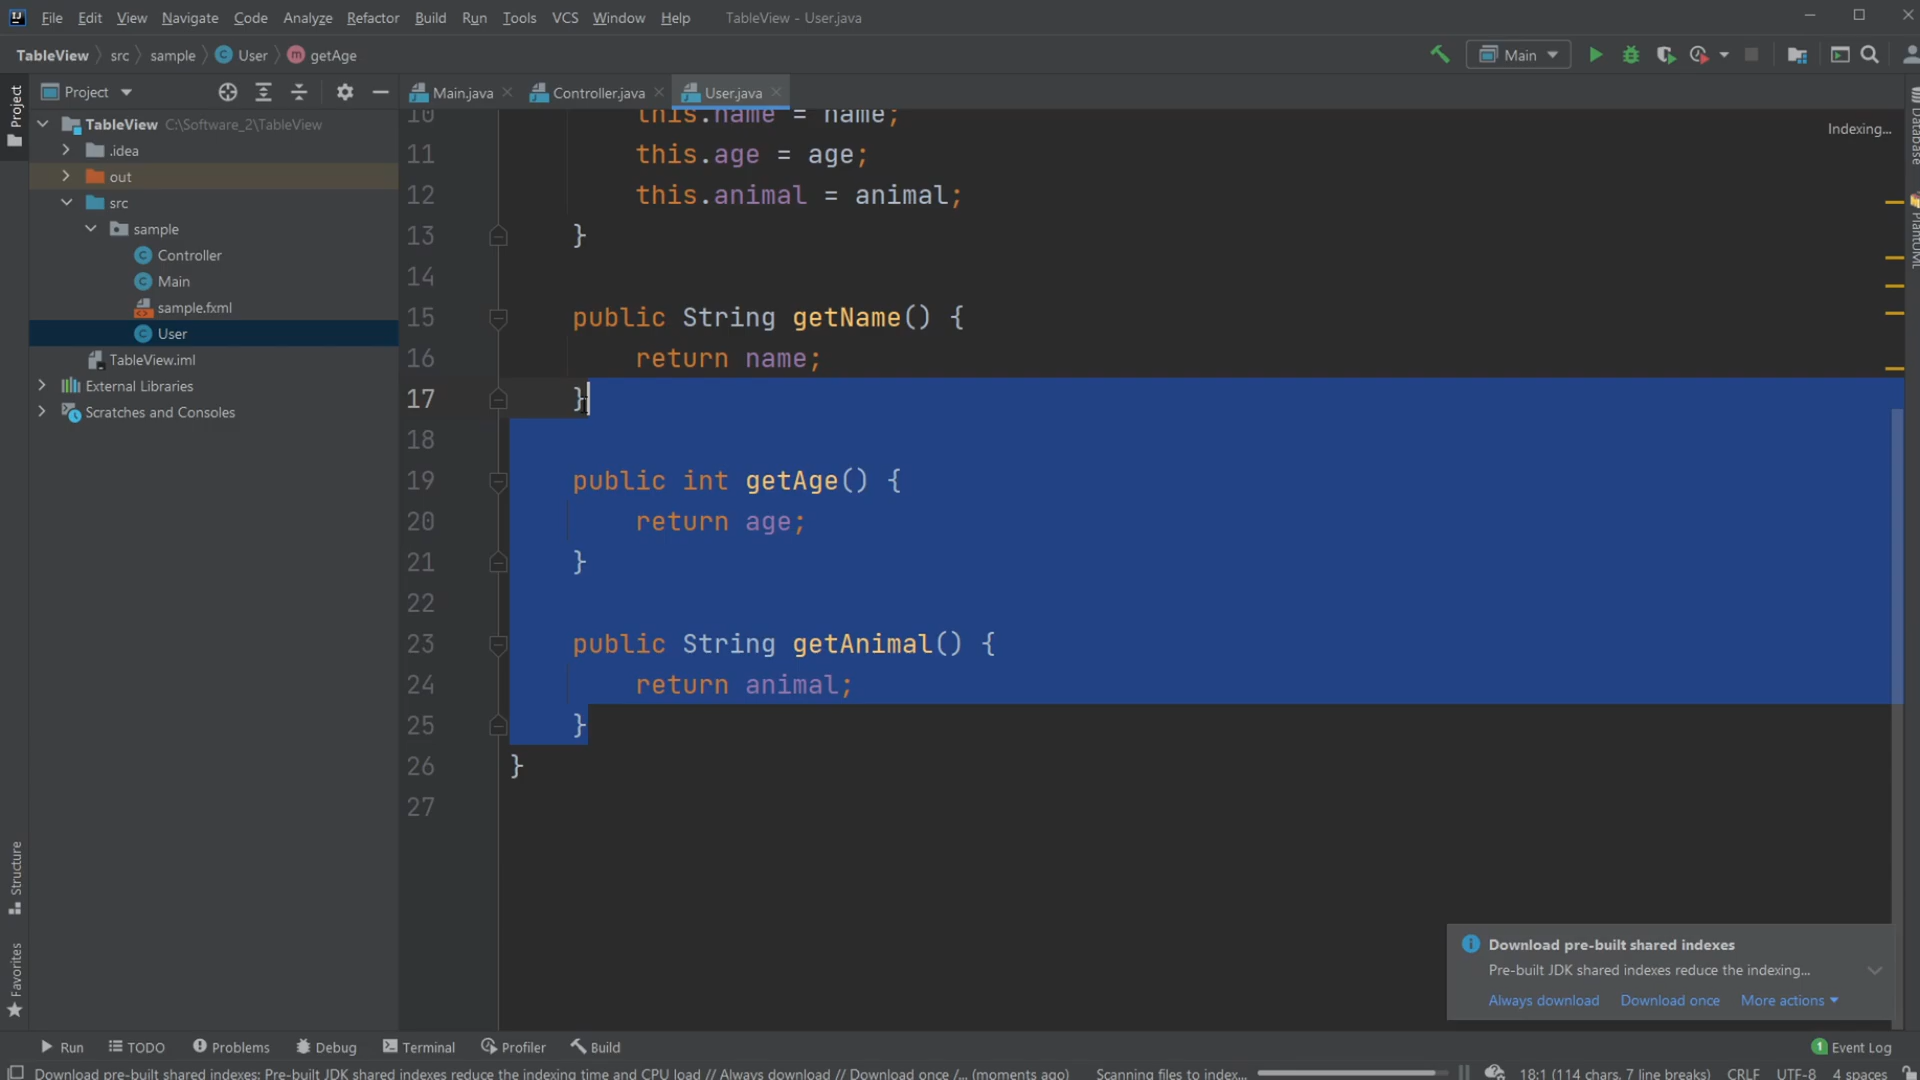 File Edit View Navigate Code Analyze Refactor Build Run Tools VCS Window Help TableView - User.java
TableView src sample User getAge Main
Project Main.java Controller.java User.java
TableView C:\Software_2\TableView
.idea
out
src
sample
Controller
Main
sample.fxml
User
TableView.iml
External Libraries
Scratches and Consoles
Project
Structure
Favorites
10 this.name = name;
11 this.age = age;
12 this.animal = animal;
13 }
14
15 public String getName() {
16 return name;
17 }
18
19 public int getAge() {
20 return age;
21 }
22
23 public String getAnimal() {
24 return animal;
25 }
26 }
27
Indexing...
Database
PlantUML
Download pre-built shared indexes
Pre-built JDK shared indexes reduce the indexing...
Always download Download once More actions
Run TODO Problems Debug Terminal Profiler Build 1 Event Log
Download pre-built shared indexes: Pre-built JDK shared indexes reduce the indexing time and CPU load // Always download // Download once /... (moments ago) Scanning files to index... 18:1 (114 chars, 7 line breaks) CRLF UTF-8 4 spaces